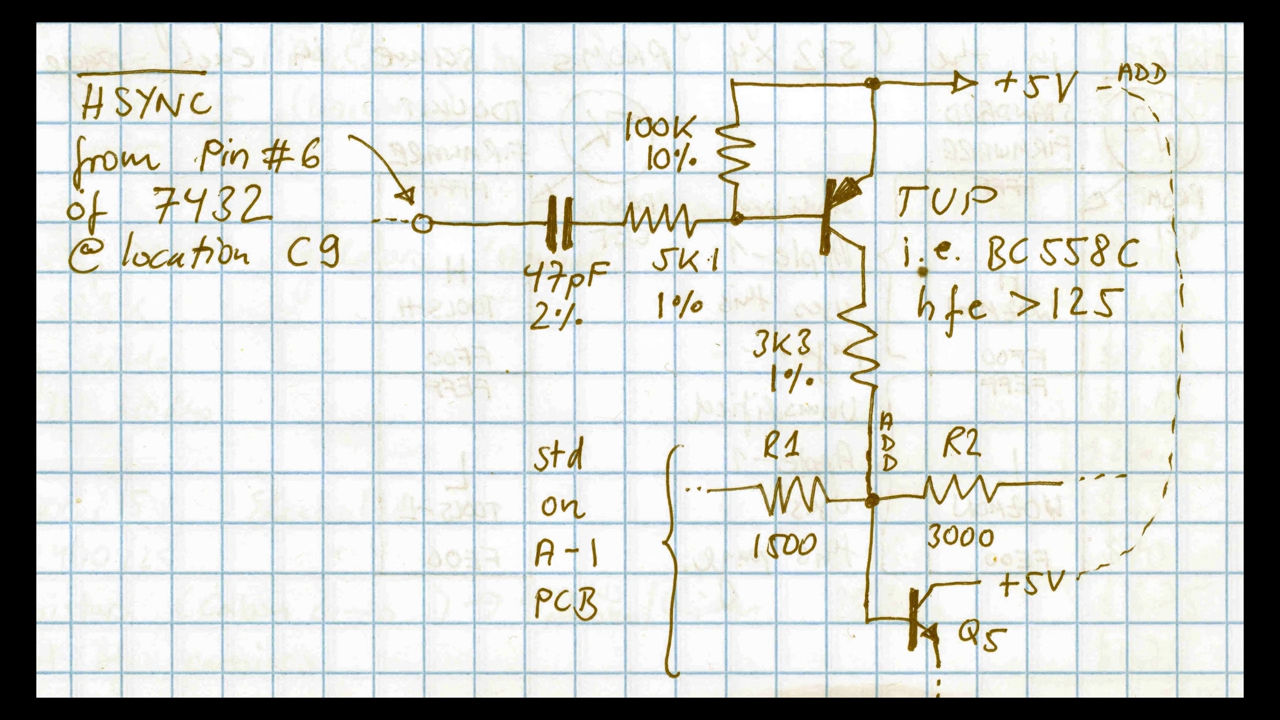 HSYNC
from Pin #6
of 7432
@ location C9
+5V
ADD
100K
10%
47pF
2%
5K1
1%
TUP
i.e. BC558C
hfe >125
3K3
1%
ADD
std
on
A-1
PCB
R1
1500
R2
3000
+5V
Q5